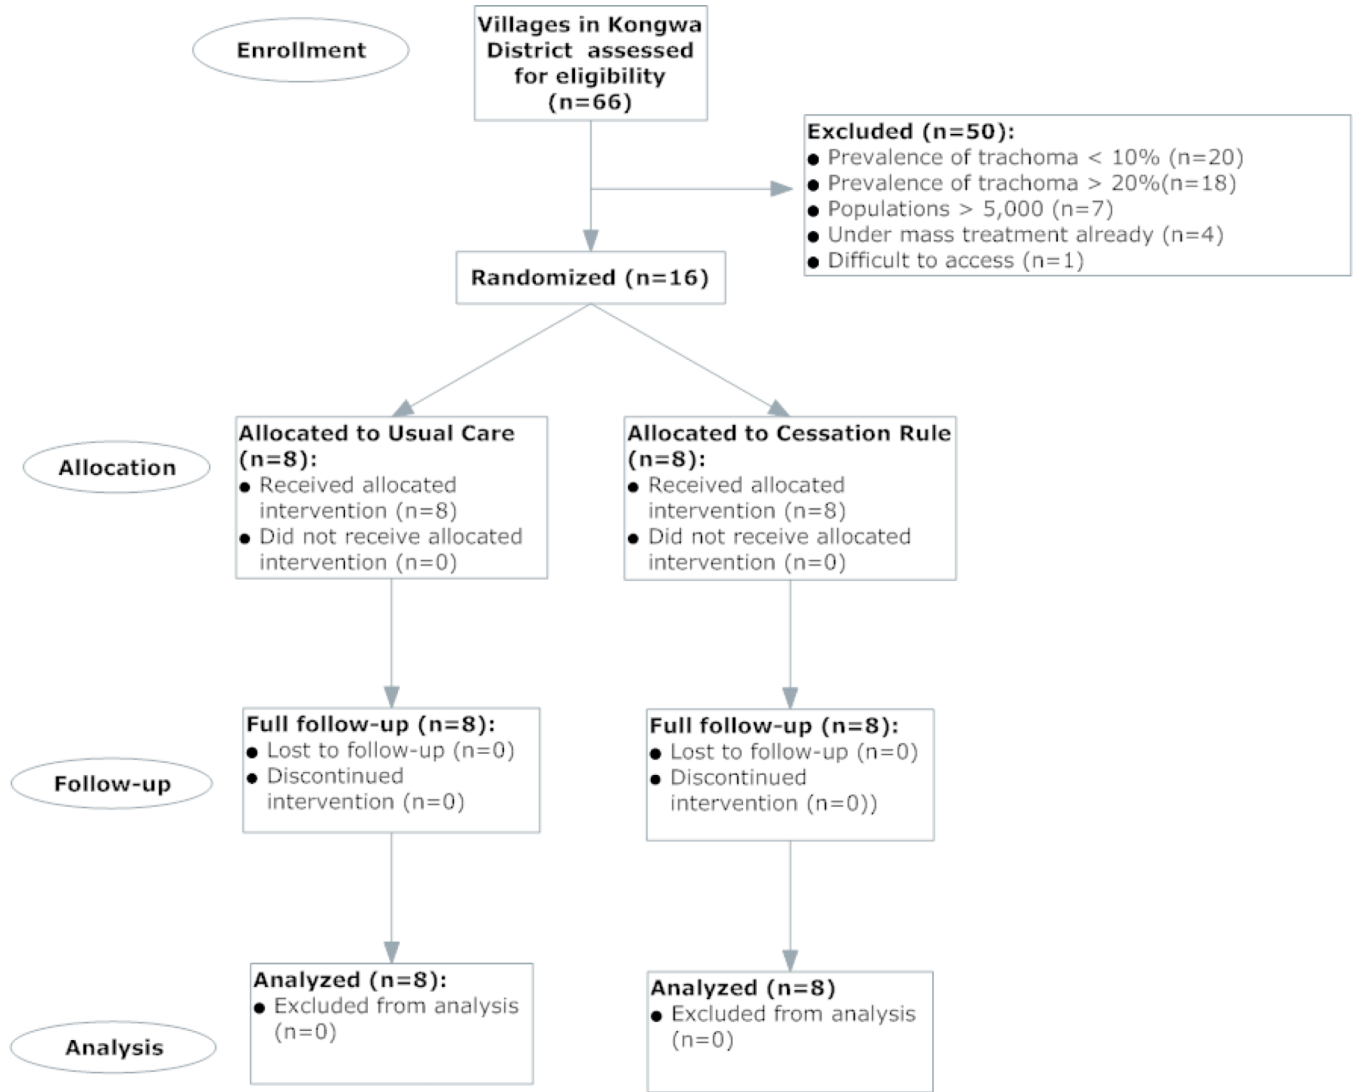 Enrollment
Villages in Kongwa
District assessed
for eligibility
(n=66)
Excluded (n=50):
● Prevalence of trachoma < 10% (n=20)
● Prevalence of trachoma > 20%(n=18)
● Populations > 5,000 (n=7)
● Under mass treatment already (n=4)
● Difficult to access (n=1)
Randomized (n=16)
Allocation
Allocated to Usual Care
(n=8):
● Received allocated
intervention (n=8)
● Did not receive allocated
intervention (n=0)
Allocated to Cessation Rule
(n=8):
● Received allocated
intervention (n=8)
● Did not receive allocated
intervention (n=0)
Follow-up
Full follow-up (n=8):
● Lost to follow-up (n=0)
● Discontinued
intervention (n=0)
Full follow-up (n=8):
● Lost to follow-up (n=0)
● Discontinued
intervention (n=0))
Analysis
Analyzed (n=8):
● Excluded from analysis
(n=0)
Analyzed (n=8)
● Excluded from analysis
(n=0)